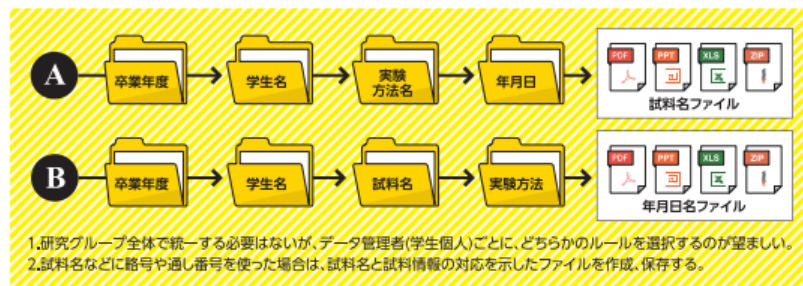 A
卒業年度
学生名
実験
方法名
年月日
PDF
PPT
XLS
ZIP
試料名ファイル
B
卒業年度
学生名
試料名
実験方法
PDF
PPT
XLS
ZIP
年月日名ファイル
1.研究グループ全体で統一する必要はないが、データ管理者(学生個人)ごとに、どちらかのルールを選択するのが望ましい。
2.試料名などに略号や通し番号を使った場合は、試料名と試料情報の対応を示したファイルを作成、保存する。